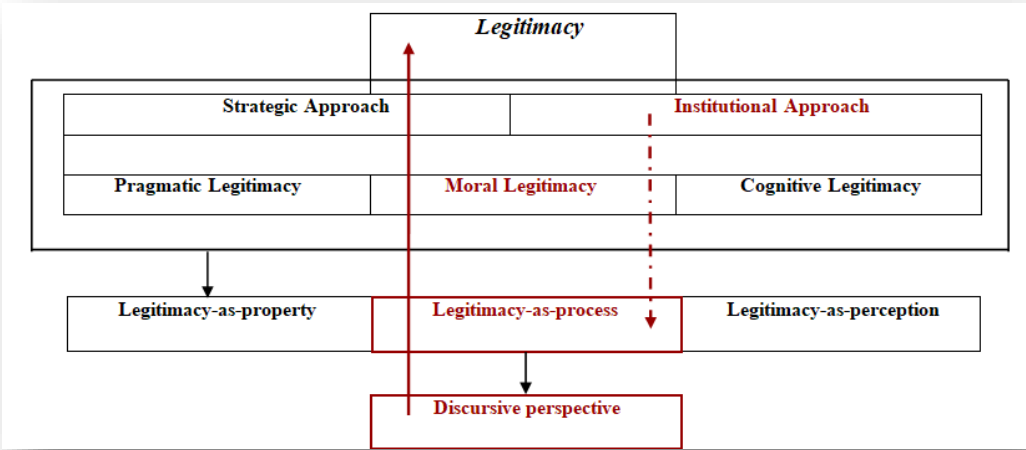 Legitimacy
Strategic Approach
Institutional Approach
Pragmatic Legitimacy
Moral Legitimacy
Cognitive Legitimacy
Legitimacy-as-property
Legitimacy-as-process
Legitimacy-as-perception
Discursive perspective